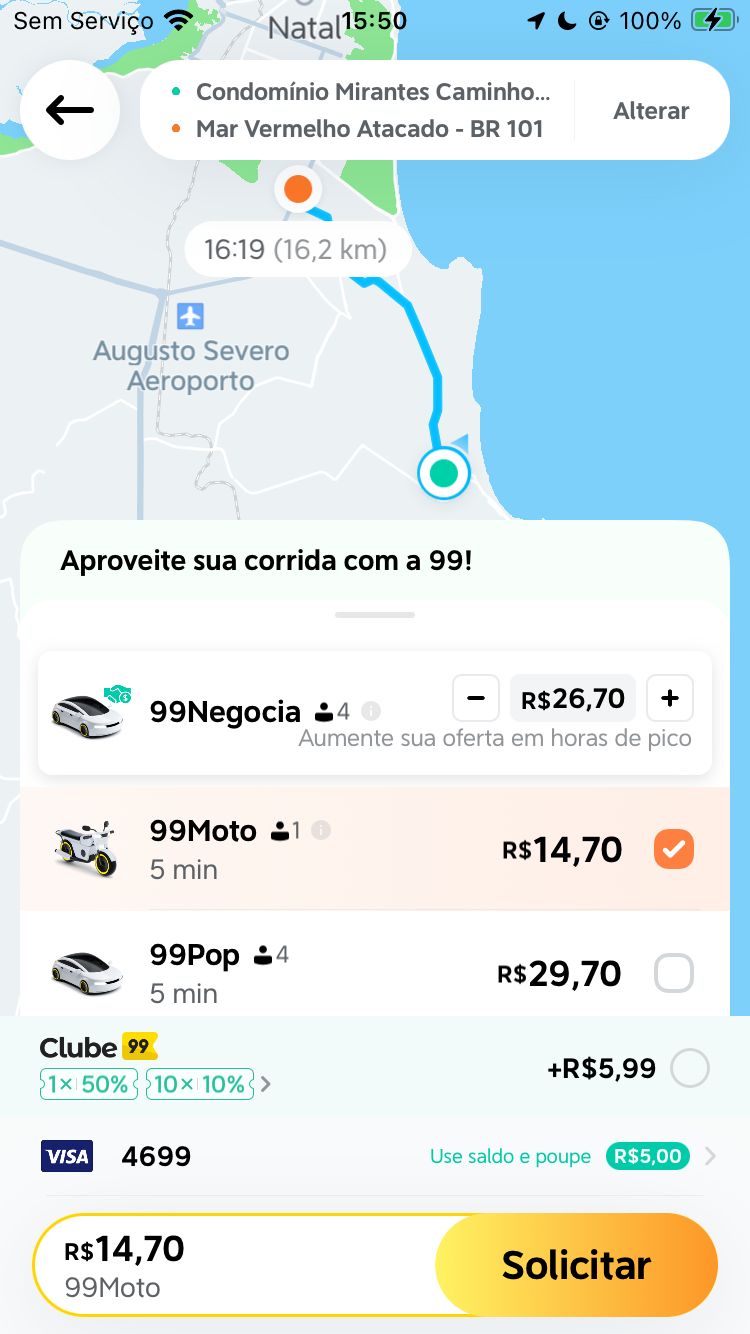 Sem Serviço 15:50 100%
Natal
Condomínio Mirantes Caminho...
Mar Vermelho Atacado - BR 101
Alterar
16:19 (16,2 km)
Augusto Severo
Aeroporto
Aproveite sua corrida com a 99!
99Negocia 4 R$26,70
Aumente sua oferta em horas de pico
99Moto 1
5 min
R$14,70
99Pop 4
5 min
R$29,70
Clube 99
1x 50% 10x 10%
+R$5,99
VISA 4699 Use saldo e poupe R$5,00
R$14,70
99Moto
Solicitar